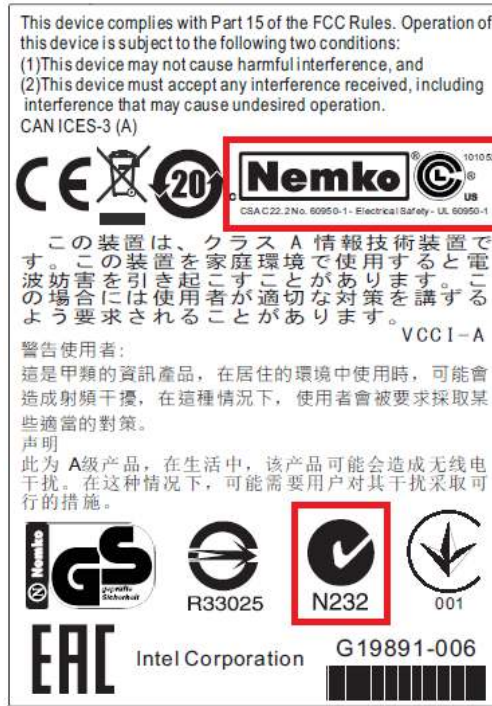 This device complies with Part 15 of the FCC Rules. Operation of
this device is subject to the following two conditions:
(1)This device may not cause harmful interference, and
(2)This device must accept any interference received, including
interference that may cause undesired operation.
CAN ICES-3 (A)
CE 20 c Nemko ® CL ® 10105
US
CSA C22.2 No. 60950-1 - Electrical Safety - UL 60950-1
この装置は、クラス A 情報技術装置で
す。この装置を家庭環境で使用すると電
波妨害を引き起こすことがあります。こ
の場合には使用者が適切な対策を講ずる
よう要求されることがあります。
VCCI-A
警告使用者:
這是甲類的資訊產品，在居住的環境中使用時，可能會
造成射頻干擾，在這種情況下，使用者會被要求採取某
些適當的對策。
声明
此为 A级产品，在生活中，该产品可能会造成无线电
干扰。在这种情况下，可能需要用户对其干扰采取可
行的措施。
N Nemko GS geprüfte Sicherheit
R33025 N232 001
EAC Intel Corporation G19891-006